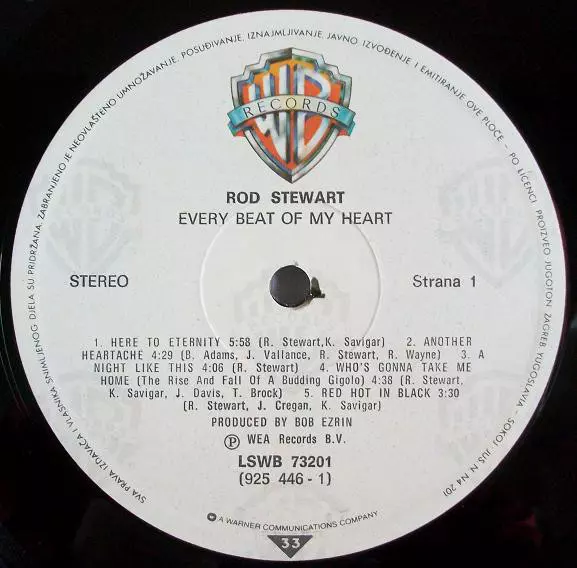 SVA PRAVA IZDAVAČA I VLASNIKA SNIMLJENOG DJELA SU PRIDRŽANA. ZABRANJENO JE NEOVLAŠTENO UMNOŽAVANJE, POSUĐIVANJE, IZNAJMLJIVANJE, JAVNO IZVOĐENJE I EMITIRANJE OVE PLOČE - PO LICENCI PROIZVEO JUGOTON ZAGREB YUGOSLAVIA - SOKOJ JUS N N4 201
WB
RECORDS
ROD STEWART
EVERY BEAT OF MY HEART
STEREO
Strana 1
1. HERE TO ETERNITY 5:58 (R. Stewart,K. Savigar) 2. ANOTHER
HEARTACHE 4:29 (B. Adams, J. Vallance, R. Stewart, R. Wayne) 3. A
NIGHT LIKE THIS 4:06 (R. Stewart) 4. WHO'S GONNA TAKE ME
HOME (The Rise And Fall Of A Budding Gigolo) 4:38 (R. Stewart,
K. Savigar, J. Davis, T. Brock) 5. RED HOT IN BLACK 3:30
(R. Stewart, J. Cregan, K. Savigar)
PRODUCED BY BOB EZRIN
Ⓟ WEA Records B.V.
LSWB 73201
(925 446-1)
A WARNER COMMUNICATIONS COMPANY
33